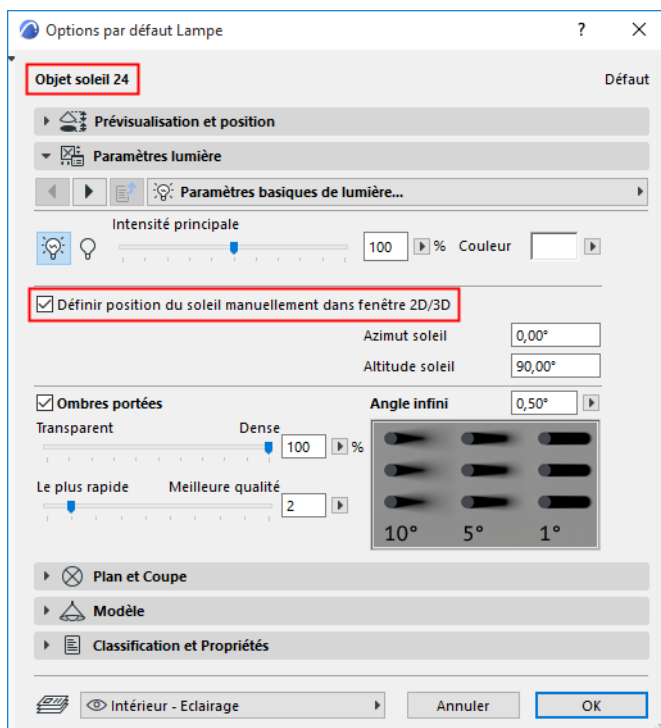 Options par défaut Lampe ?
Objet soleil 24 Défaut
Prévisualisation et position
Paramètres lumière
Paramètres basiques de lumière...
Intensité principale
100 % Couleur
Définir position du soleil manuellement dans fenêtre 2D/3D
Azimut soleil 0,00°
Altitude soleil 90,00°
Ombres portées Angle infini 0,50°
Transparent Dense
100 %
Le plus rapide Meilleure qualité
2
10° 5° 1°
Plan et Coupe
Modèle
Classification et Propriétés
Intérieur - Eclairage Annuler OK